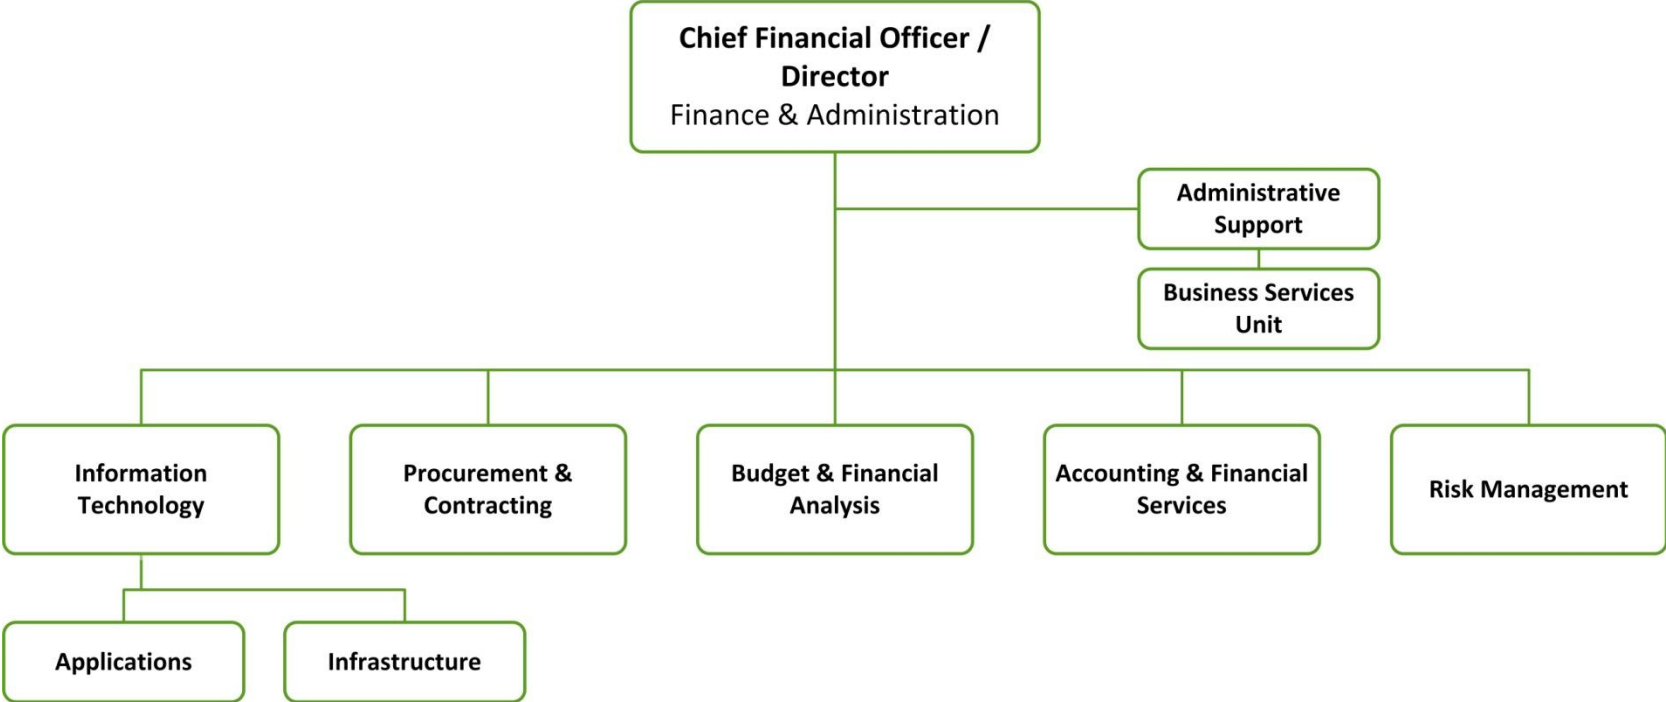 Chief Financial Officer /
Director
Finance & Administration
Administrative
Support
Business Services
Unit
Information
Technology
Procurement &
Contracting
Budget & Financial
Analysis
Accounting & Financial
Services
Risk Management
Applications
Infrastructure